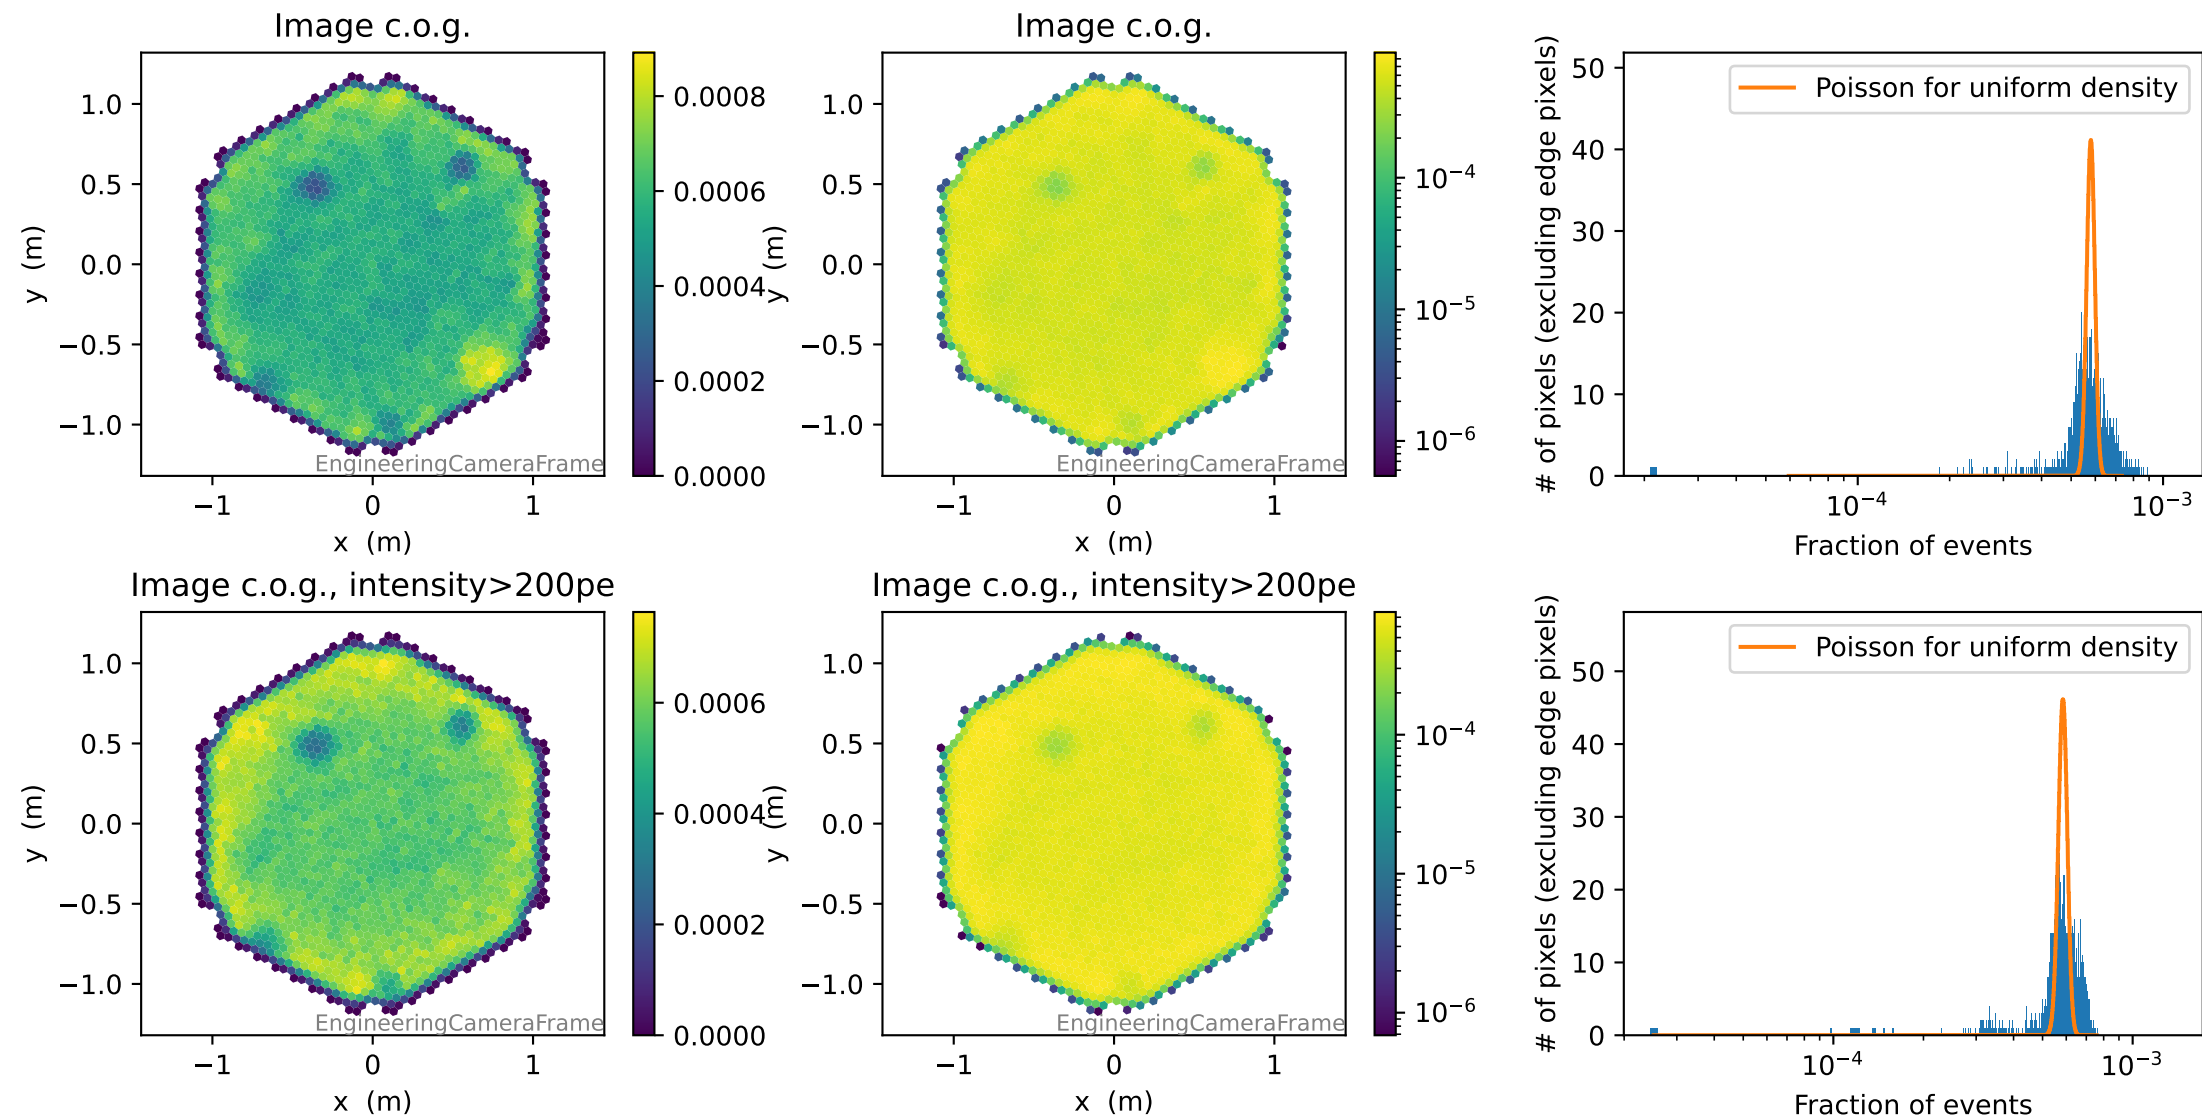 Image c.o.g.
y (m)
1.0
0.5
0.0
−0.5
−1.0
−1
0
1
x (m)
EngineeringCameraFrame
0.0008
0.0006
0.0004
0.0002
0.0000
Image c.o.g.
y (m)
1.0
0.5
0.0
−0.5
−1.0
−1
0
1
x (m)
EngineeringCameraFrame
10⁻⁴
10⁻⁵
10⁻⁶
# of pixels (excluding edge pixels)
50
40
30
20
10
0
Poisson for uniform density
10⁻⁴
10⁻³
Fraction of events
Image c.o.g., intensity>200pe
y (m)
1.0
0.5
0.0
−0.5
−1.0
−1
0
1
x (m)
EngineeringCameraFrame
0.0006
0.0004
0.0002
0.0000
Image c.o.g., intensity>200pe
y (m)
1.0
0.5
0.0
−0.5
−1.0
−1
0
1
x (m)
EngineeringCameraFrame
10⁻⁴
10⁻⁵
10⁻⁶
# of pixels (excluding edge pixels)
50
40
30
20
10
0
Poisson for uniform density
10⁻⁴
10⁻³
Fraction of events